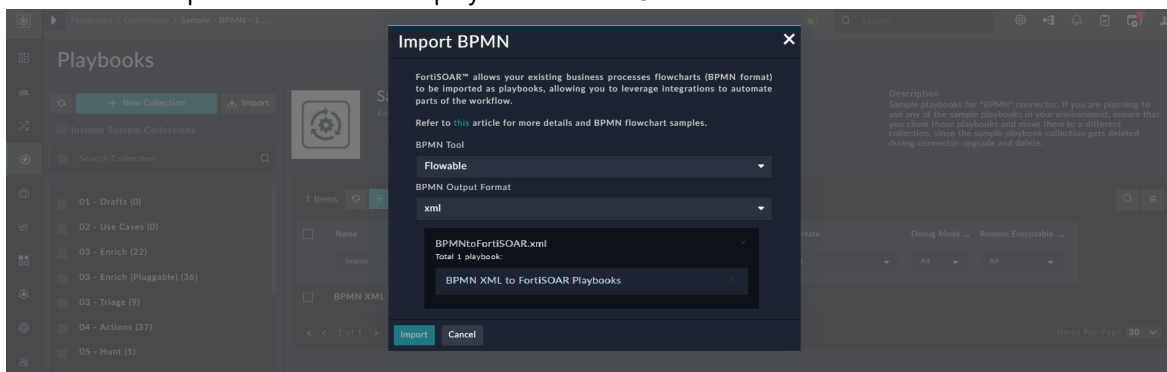 Playbooks / Collections / Sample - BPMN - 1...
Search
Playbooks
+ New Collection
Import
Include System Collections
Search Collection
01 - Drafts (0)
02 - Use Cases (0)
03 - Enrich (22)
03 - Enrich (Pluggable) (36)
03 - Triage (9)
04 - Actions (37)
05 - Hunt (1)
Description
Sample playbooks for "BPMN" connector. If you are planning to
use any of the sample playbooks in your environment, ensure that
you clone those playbooks and move them to a different
collection, since the sample playbook collection gets deleted
during connector upgrade and delete.
1 Items
Name
Search
BPMN XML
Debug Mode ...
Remote Executable ...
All
All
1 of 1
Items Per Page 30
Import BPMN
FortiSOAR™ allows your existing business processes flowcharts (BPMN format)
to be imported as playbooks, allowing you to leverage integrations to automate
parts of the workflow.
Refer to this article for more details and BPMN flowchart samples.
BPMN Tool
Flowable
BPMN Output Format
xml
BPMNtoFortiSOAR.xml
Total 1 playbook:
BPMN XML to FortiSOAR Playbooks
Import
Cancel